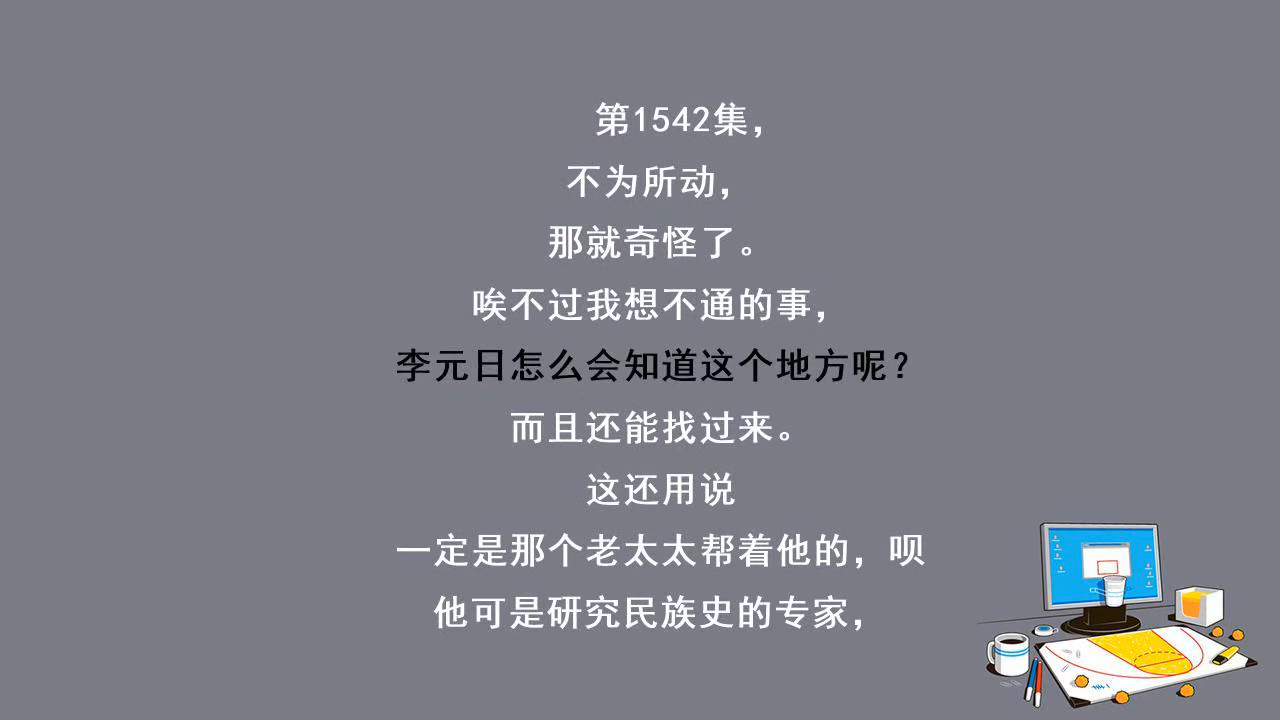 第1542集，
不为所动，
那就奇怪了。
唉不过我想不通的事，
李元日怎么会知道这个地方呢？
而且还能找过来。
这还用说
一定是那个老太太帮着他的，呗
他可是研究民族史的专家，